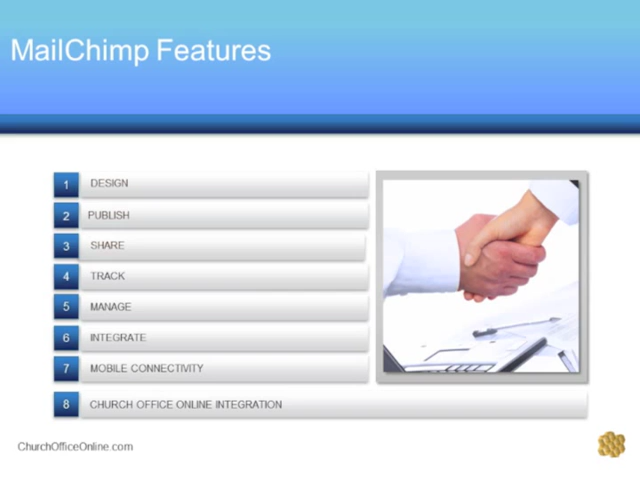 MailChimp Features
1 DESIGN
2 PUBLISH
3 SHARE
4 TRACK
5 MANAGE
6 INTEGRATE
7 MOBILE CONNECTIVITY
8 CHURCH OFFICE ONLINE INTEGRATION
ChurchOfficeOnline.com